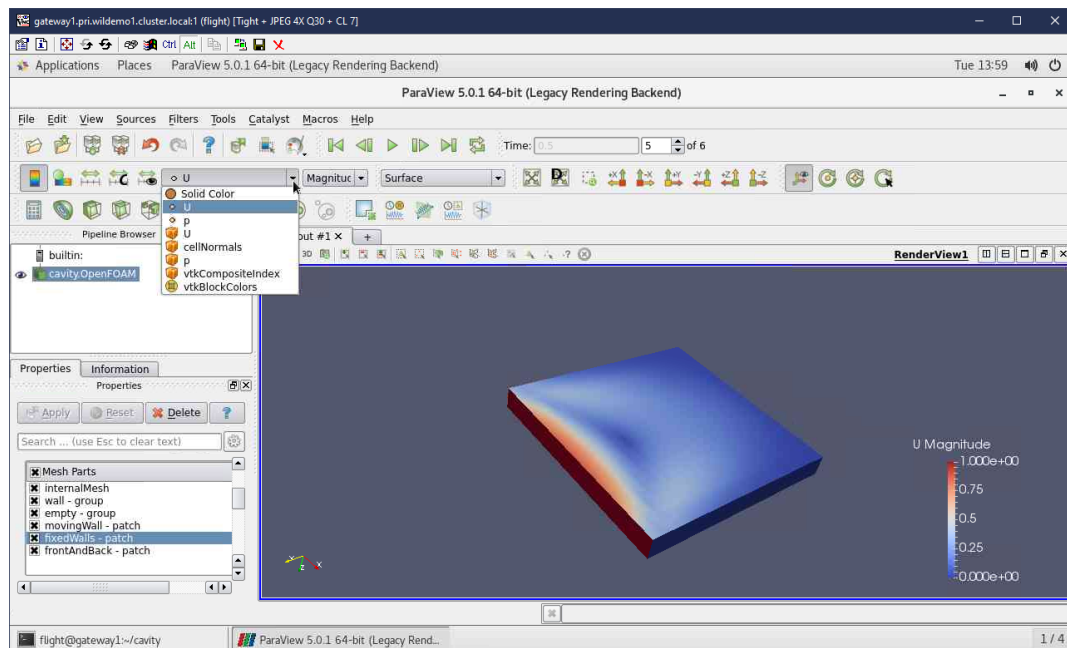 gateway1.pri.wildemo1.cluster.local:1 (flight) [Tight + JPEG 4X Q30 + CL 7]
Ctrl Alt
Applications Places ParaView 5.0.1 64-bit (Legacy Rendering Backend) Tue 13:59
ParaView 5.0.1 64-bit (Legacy Rendering Backend)
File Edit View Sources Filters Tools Catalyst Macros Help
Time: 0.5 5 of 6
U Magnituc Surface
Solid Color
U
p
U
cellNormals
p
vtkCompositeIndex
vtkBlockColors
Pipeline Browser
out #1 +
builtin:
cavity.OpenFOAM
3D
RenderView1
Properties Information
Properties
Apply Reset Delete ?
Search ... (use Esc to clear text)
Mesh Parts
internalMesh
wall - group
empty - group
movingWall - patch
fixedWalls - patch
frontAndBack - patch
U Magnitude
1.000e+00
0.75
0.5
0.25
0.000e+00
flight@gateway1:~/cavity ParaView 5.0.1 64-bit (Legacy Rend... 1 / 4